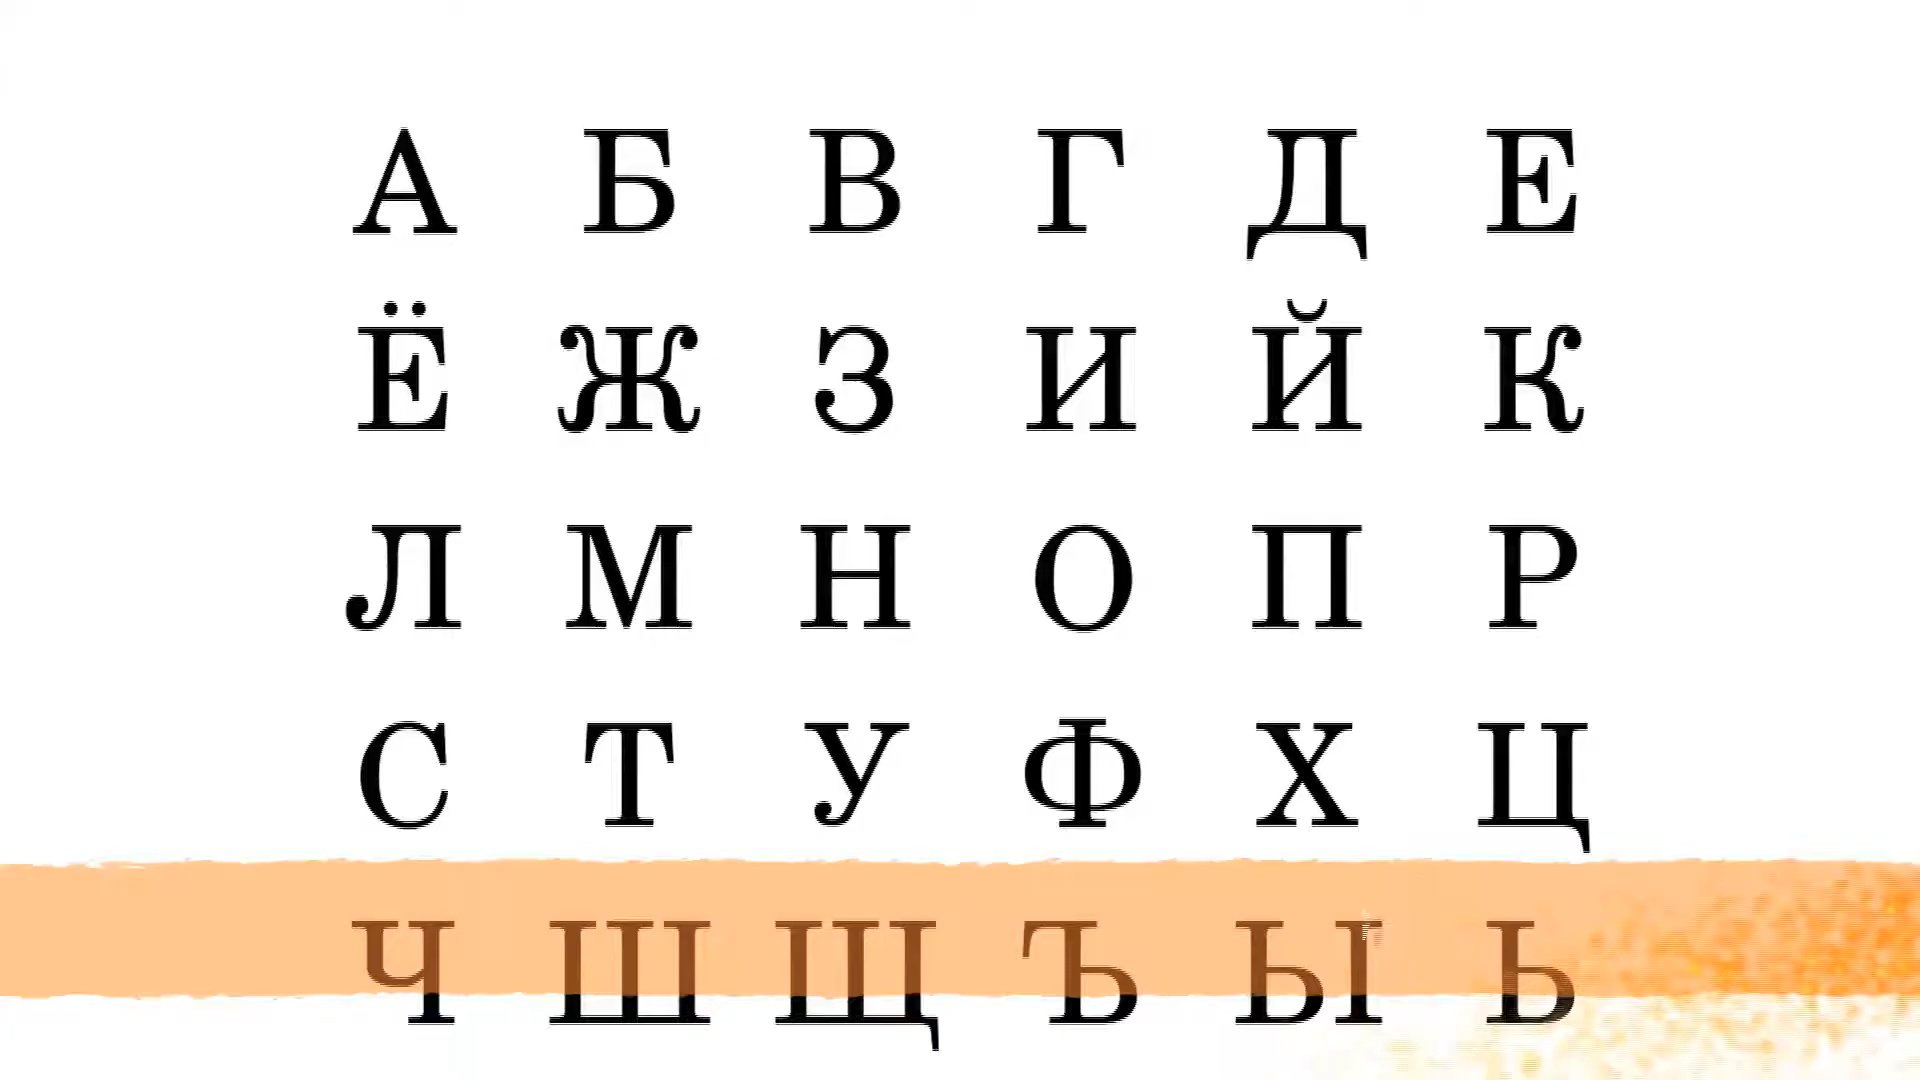 А Б В Г Д Е
Ё Ж З И Й К
Л М Н О П Р
С Т У Ф Х Ц
Ч Ш Щ Ъ Ы Ь